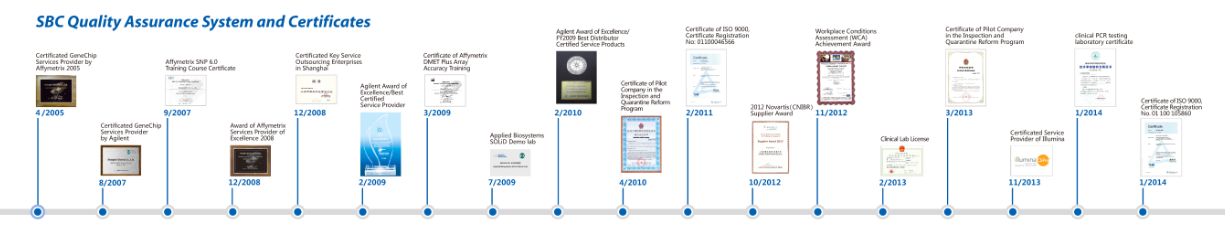 SBC Quality Assurance System and Certificates
Certificated GeneChip
Services Provider by
Affymetrix 2005
4/2005
Certificated GeneChip
Services Provider
by Agilent
8/2007
Affymetrix SNP 6.0
Training Course Certificate
9/2007
Award of Affymetrix
Services Provider of
Excellence 2008
12/2008
Certificated Key Service
Outsourcing Enterprises
in Shanghai
12/2008
Agilent Award of
Excellence/Best
Certified
Service Provider
2/2009
Certificate of Affymetrix
DMET Plus Array
Accuracy Training
3/2009
Applied Biosystems
SOLiD Demo lab
7/2009
Agilent Award of Excellence/
FY2009 Best Distributor
Certified Service Products
2/2010
Certificate of Pilot
Company in the
Inspection and
Quarantine Reform
Program
4/2010
Certificate of ISO 9000,
Certificate Registration
No: 01100046566
2/2011
2012 Novartis(CNIBR)
Supplier Award
10/2012
Workplace Conditions
Assessment (WCA)
Achievement Award
11/2012
Clinical Lab License
2/2013
Certificate of Pilot Company
in the Inspection and
Quarantine Reform Program
3/2013
Certificated Service
Provider of Illumina
illumina
11/2013
clinical PCR testing
laboratory certificate
1/2014
Certificate of ISO 9000,
Certificate Registration
No. 01 100 105860
1/2014